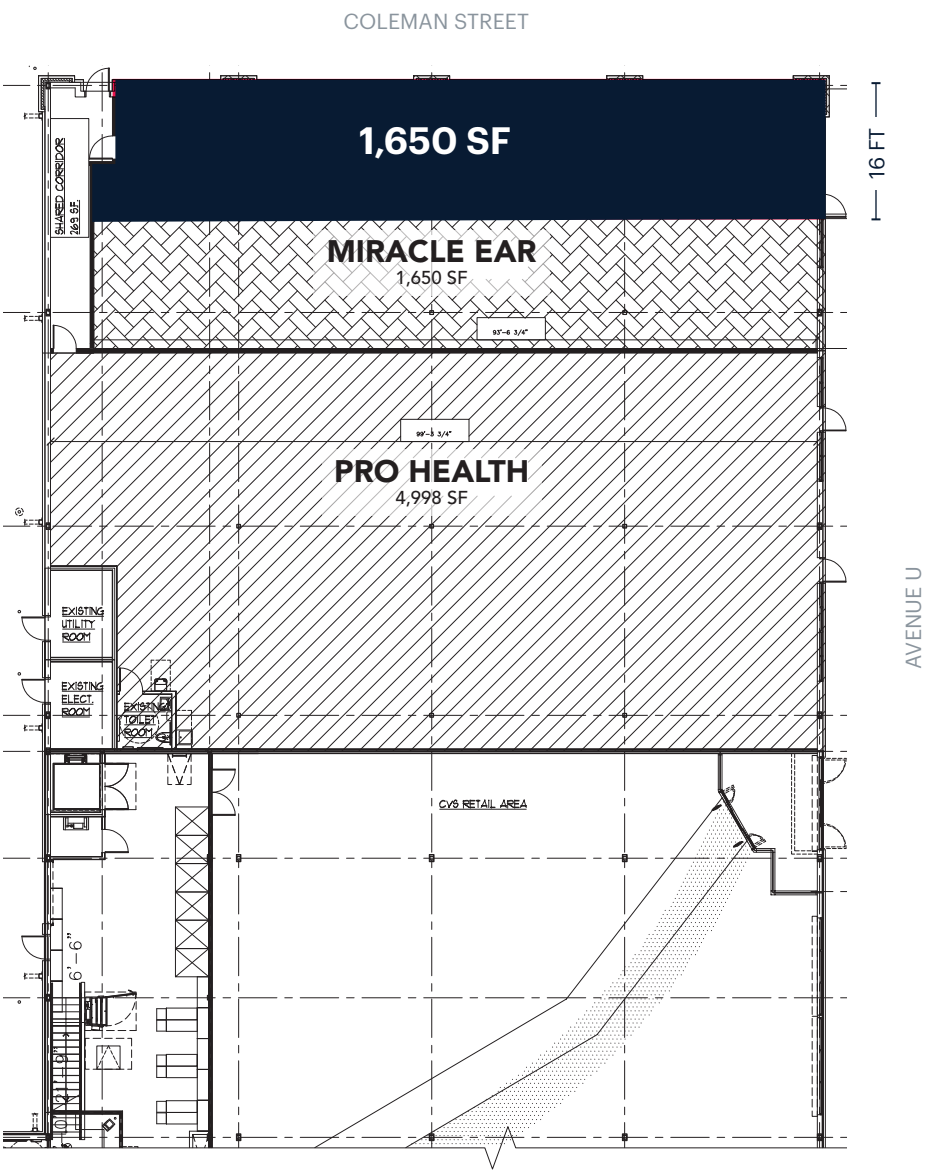 COLEMAN STREET
1,650 SF
16 FT
SHARED CORRIDOR
269 S.F.
MIRACLE EAR
1,650 SF
93'-6 3/4"
99'-3 3/4"
PRO HEALTH
4,998 SF
AVENUE U
EXISTING
UTILITY
ROOM
EXISTING
ELECT.
ROOM
EXISTING
TOILET
ROOM
CVS RETAIL AREA
6'-6"